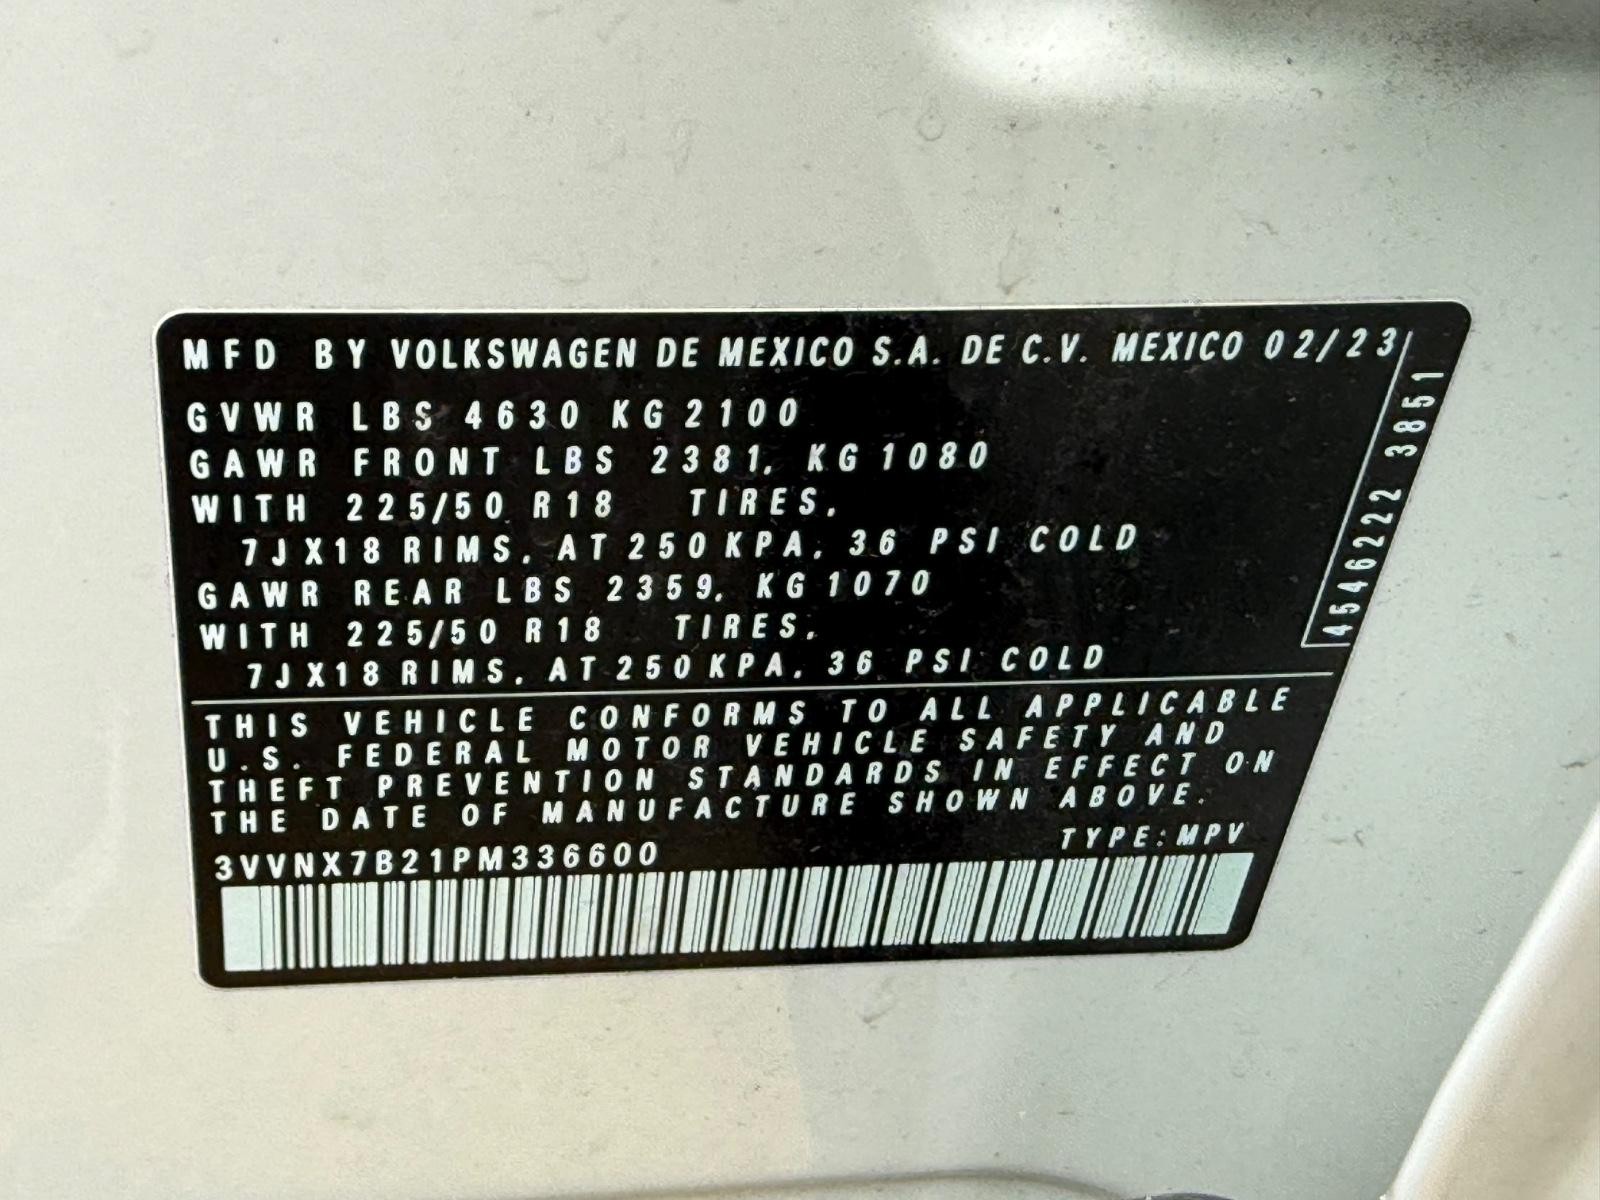 MFD BY VOLKSWAGEN DE MEXICO S.A. DE C.V. MEXICO 02/23
GVWR LBS 4630 KG 2100
GAWR FRONT LBS 2381, KG 1080
WITH 225/50 R18 TIRES,
7JX18 RIMS, AT 250 KPA, 36 PSI COLD
GAWR REAR LBS 2359, KG 1070
WITH 225/50 R18 TIRES,
7JX18 RIMS, AT 250 KPA, 36 PSI COLD
4546222 3851
THIS VEHICLE CONFORMS TO ALL APPLICABLE
U.S. FEDERAL MOTOR VEHICLE SAFETY AND
THEFT PREVENTION STANDARDS IN EFFECT ON
THE DATE OF MANUFACTURE SHOWN ABOVE.
TYPE: MPV
3VVNX7B21PM336600